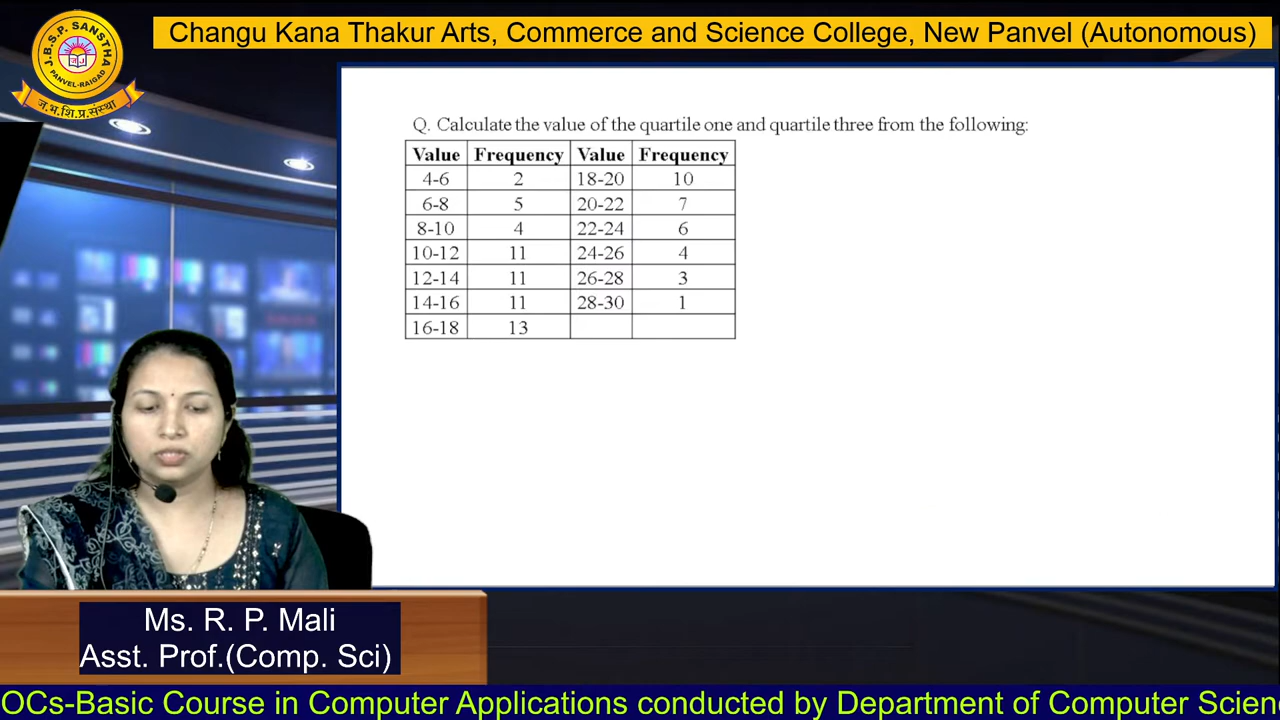 Changu Kana Thakur Arts, Commerce and Science College, New Panvel (Autonomous)
J.B.S.P. SANSTHA
PANVEL-RAIGAD
ज.भ.शि.प्र.संस्था
Q. Calculate the value of the quartile one and quartile three from the following:
Value Frequency Value Frequency
4-6 2 18-20 10
6-8 5 20-22 7
8-10 4 22-24 6
10-12 11 24-26 4
12-14 11 26-28 3
14-16 11 28-30 1
16-18 13
Ms. R. P. Mali
Asst. Prof.(Comp. Sci)
OCs-Basic Course in Computer Applications conducted by Department of Computer Scien